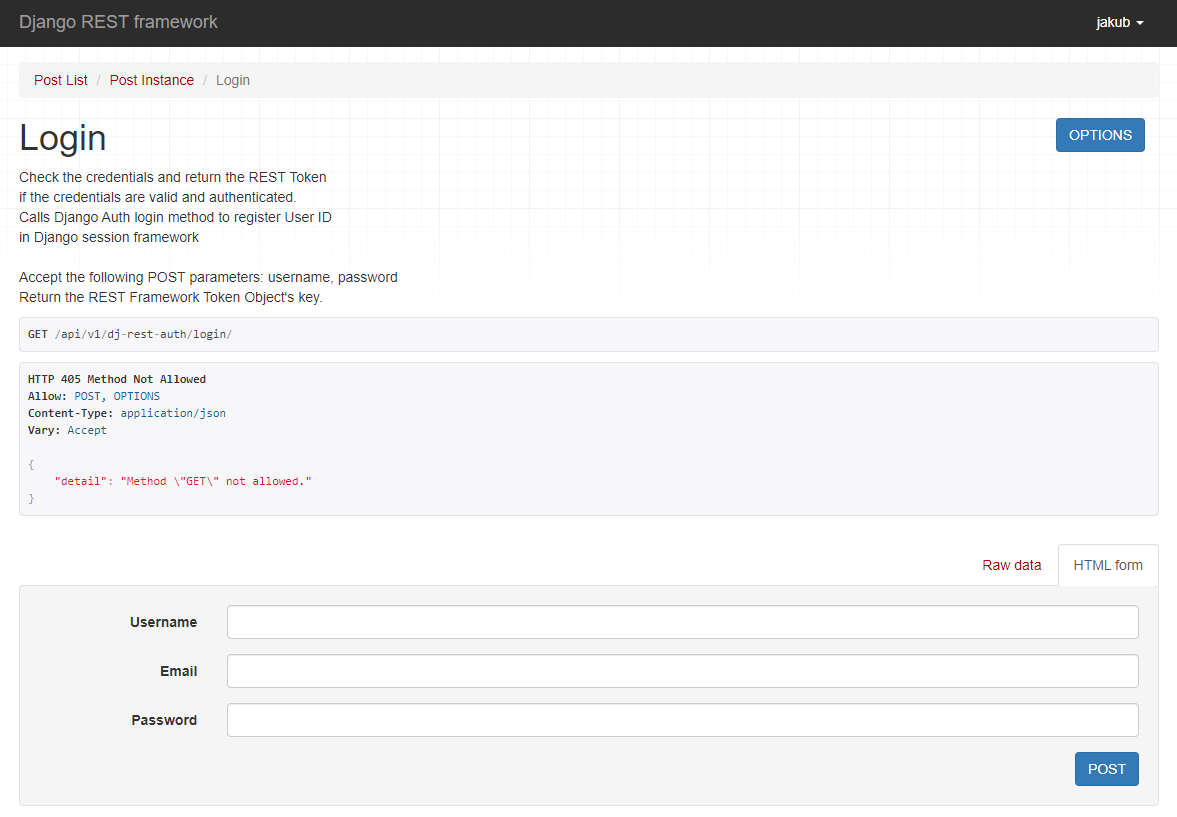 Django REST framework
jakub
Post List / Post Instance / Login
Login
OPTIONS
Check the credentials and return the REST Token
if the credentials are valid and authenticated.
Calls Django Auth login method to register User ID
in Django session framework
Accept the following POST parameters: username, password
Return the REST Framework Token Object's key.
GET /api/v1/dj-rest-auth/login/
HTTP 405 Method Not Allowed
Allow: POST, OPTIONS
Content-Type: application/json
Vary: Accept
{
    "detail": "Method \"GET\" not allowed."
}
Raw data
HTML form
Username
Email
Password
POST